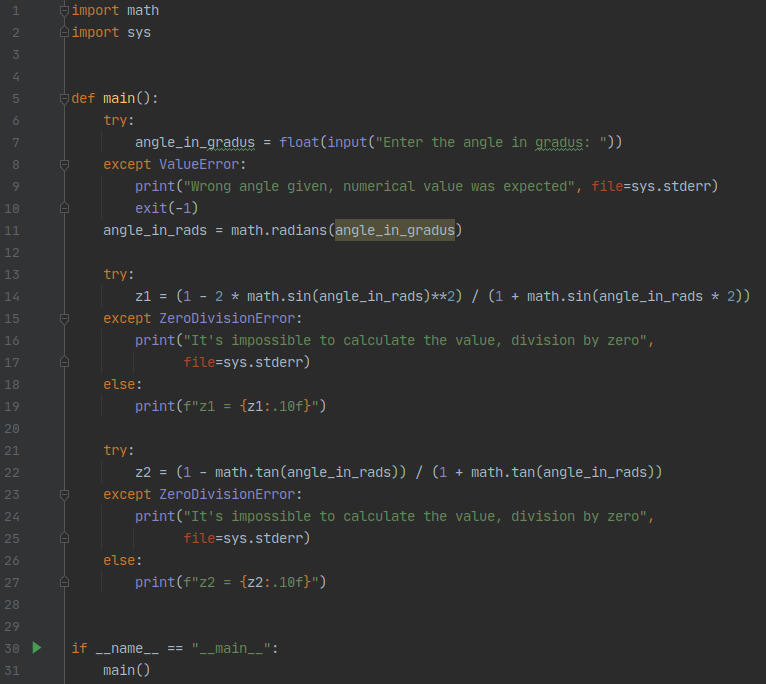 1 import math
2 import sys
3
4
5 def main():
6     try:
7         angle_in_gradus = float(input("Enter the angle in gradus: "))
8     except ValueError:
9         print("Wrong angle given, numerical value was expected", file=sys.stderr)
10         exit(-1)
11     angle_in_rads = math.radians(angle_in_gradus)
12
13     try:
14         z1 = (1 - 2 * math.sin(angle_in_rads)**2) / (1 + math.sin(angle_in_rads * 2))
15     except ZeroDivisionError:
16         print("It's impossible to calculate the value, division by zero",
17               file=sys.stderr)
18     else:
19         print(f"z1 = {z1:.10f}")
20
21     try:
22         z2 = (1 - math.tan(angle_in_rads)) / (1 + math.tan(angle_in_rads))
23     except ZeroDivisionError:
24         print("It's impossible to calculate the value, division by zero",
25               file=sys.stderr)
26     else:
27         print(f"z2 = {z2:.10f}")
28
29
30 if __name__ == "__main__":
31     main()